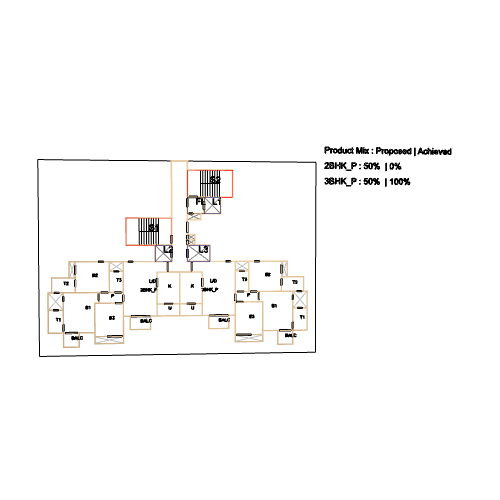 Product Mix : Proposed | Achieved
2BHK_P : 50% | 0%
3BHK_P : 50% | 100%
S2
FL L1
S1
L2 L3
B2 T3 L/D K K L/D T3 B2
T2 3BHK_P 3BHK_P T2
P P
B1 U U B1
T1 B3 B3 T1
BALC BALC
BALC BALC